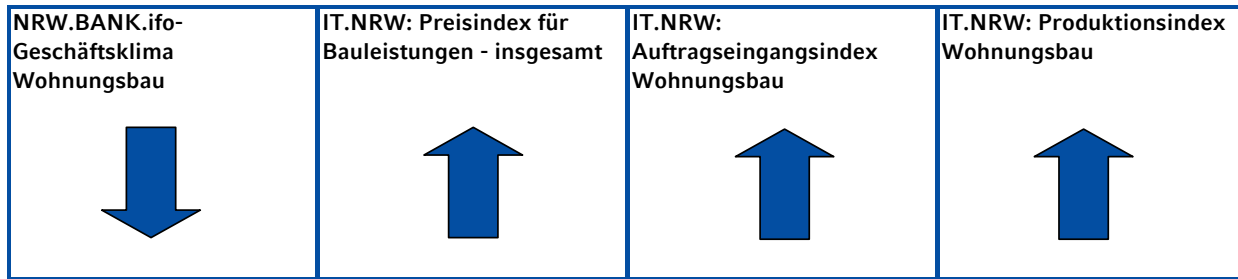 NRW.BANK.ifo-
Geschäftsklima
Wohnungsbau
IT.NRW: Preisindex für
Bauleistungen - insgesamt
IT.NRW:
Auftragseingangsindex
Wohnungsbau
IT.NRW: Produktionsindex
Wohnungsbau